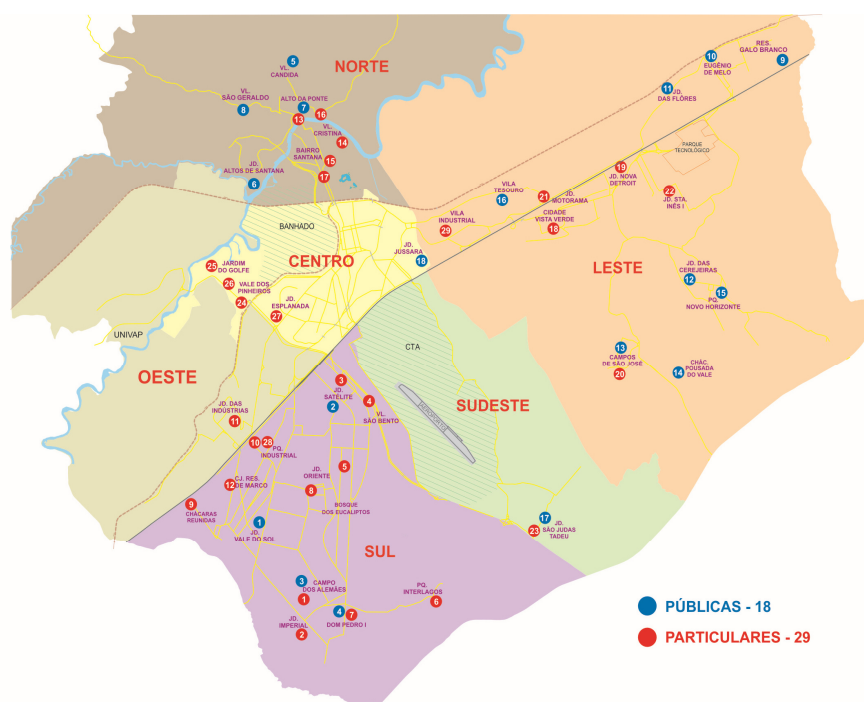 5
VL.
CANDIDA
NORTE
10
EUGÊNIO
DE MELO
RES.
GALO BRANCO
9
VL.
SÃO GERALDO
8
ALTO DA PONTE
7
13
16
VL.
CRISTINA
14
11
JD.
DAS FLÔRES
BAIRRO
SANTANA
15
17
JD.
ALTOS DE SANTANA
6
PARQUE
TECNOLÓGICO
19
JD. NOVA
DETROIT
22
JD. STA.
INÊS I
VILA
TESOURO
16
21
JD.
MOTORAMA
CIDADE
VISTA VERDE
18
VILA
INDUSTRIAL
29
BANHADO
CENTRO
JD.
JUSSARA
18
LESTE
25
JARDIM
DO GOLFE
26
VALE DOS
PINHEIROS
24
JD.
ESPLANADA
27
JD. DAS
CEREJEIRAS
12
15
PQ.
NOVO HORIZONTE
UNIVAP
CTA
13
CAMPOS
DE SÃO JOSÉ
20
CHÁC.
POUSADA
DO VALE
14
OESTE
3
JD.
SATÉLITE
2
4
VL.
SÃO BENTO
SUDESTE
AEROPORTO
JD. DAS
INDÚSTRIAS
11
10
28
PQ.
INDUSTRIAL
5
JD.
ORIENTE
8
CJ. RES.
DE MARÇO
12
9
CHÁCARAS
REUNIDAS
BOSQUE
DOS EUCALIPTOS
1
JD.
VALE DO SOL
17
23
JD.
SÃO JUDAS
TADEU
SUL
3
CAMPO
DOS ALEMÃES
1
PQ.
INTERLAGOS
6
4
7
DOM PEDRO I
JD.
IMPERIAL
2
PÚBLICAS - 18
PARTICULARES - 29